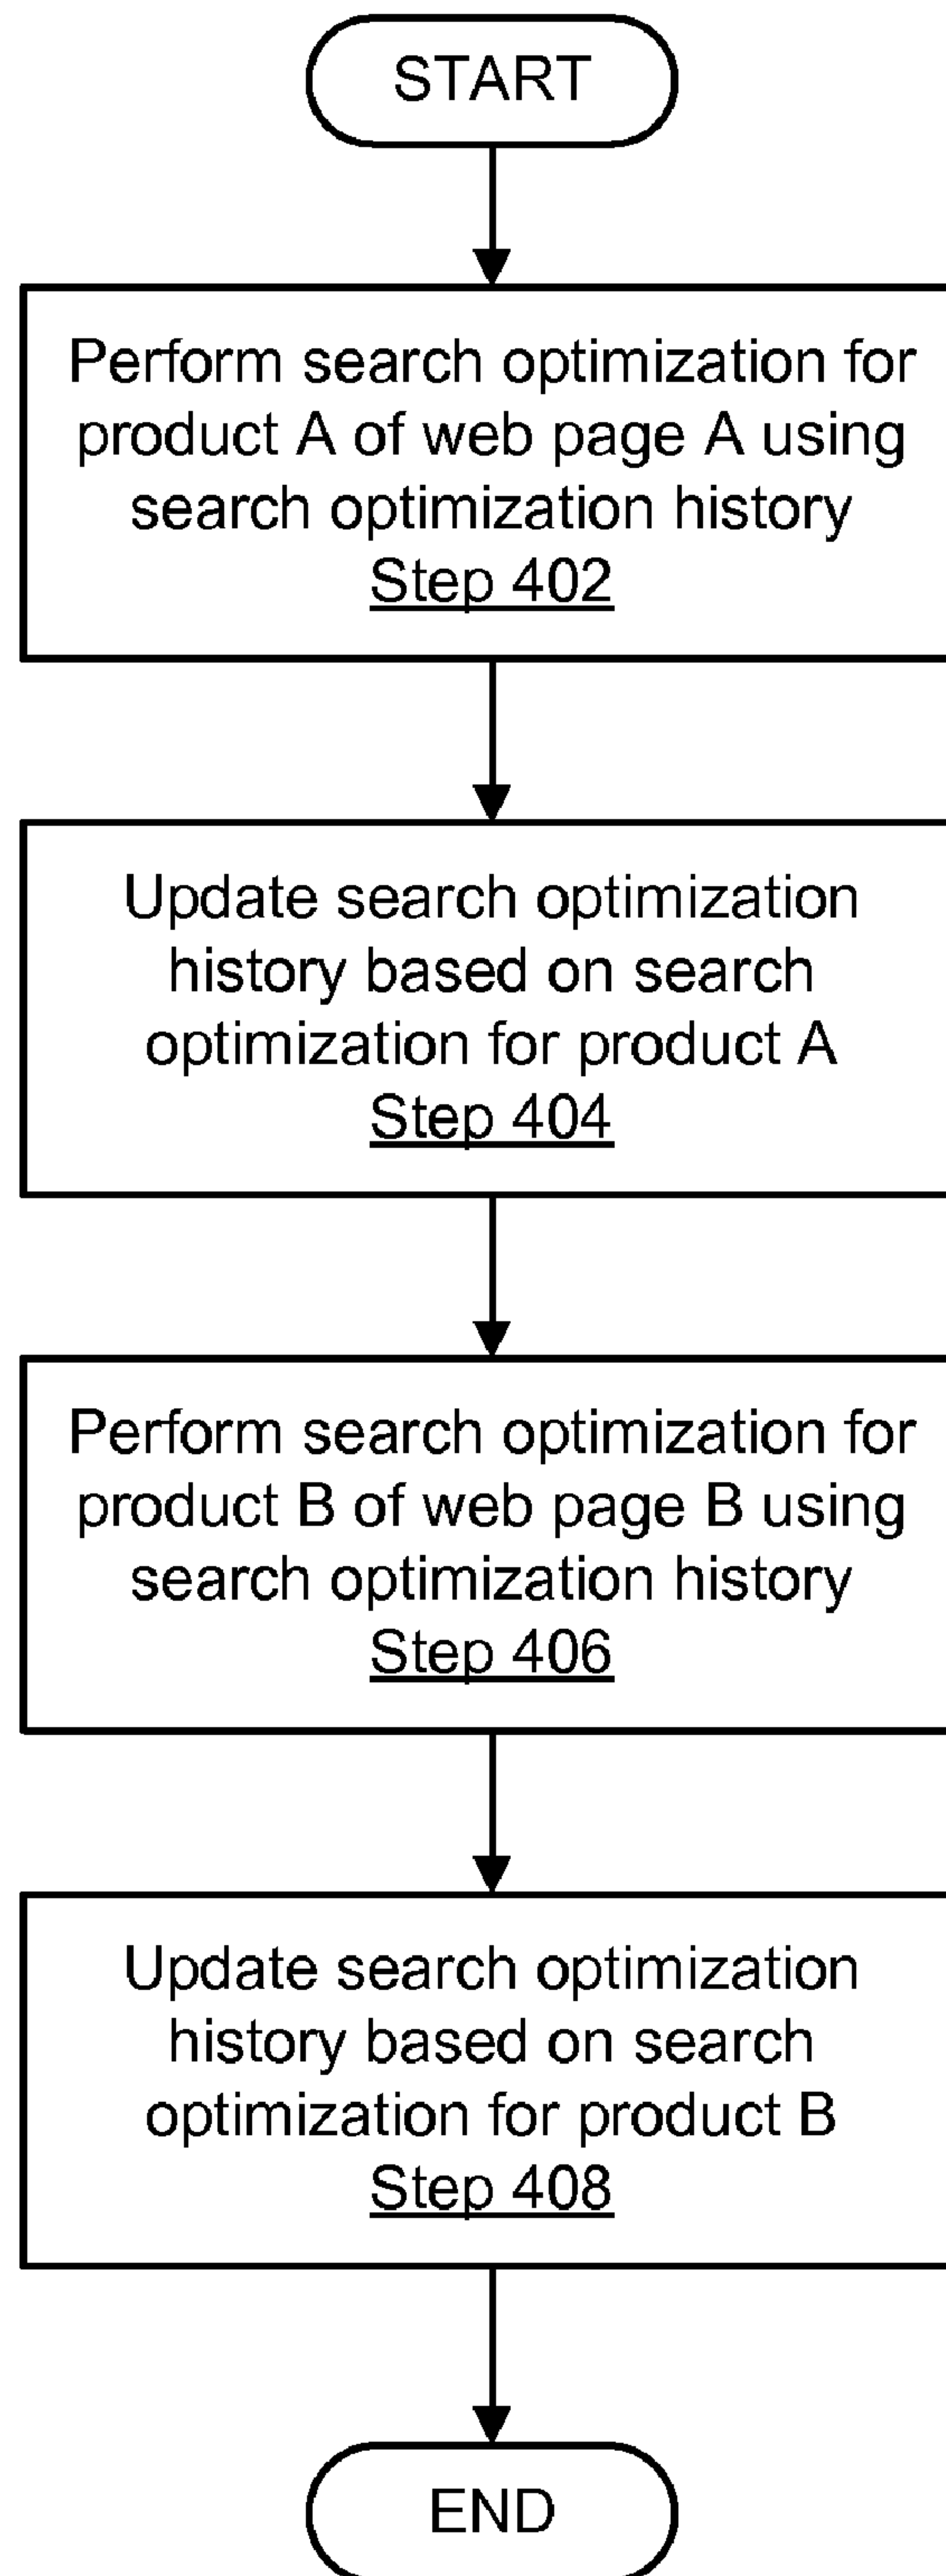 START
Perform search optimization for
product A of web page A using
search optimization history
Step 402
Update search optimization
history based on search
optimization for product A
Step 404
Perform search optimization for
product B of web page B using
search optimization history
Step 406
Update search optimization
history based on search
optimization for product B
Step 408
END